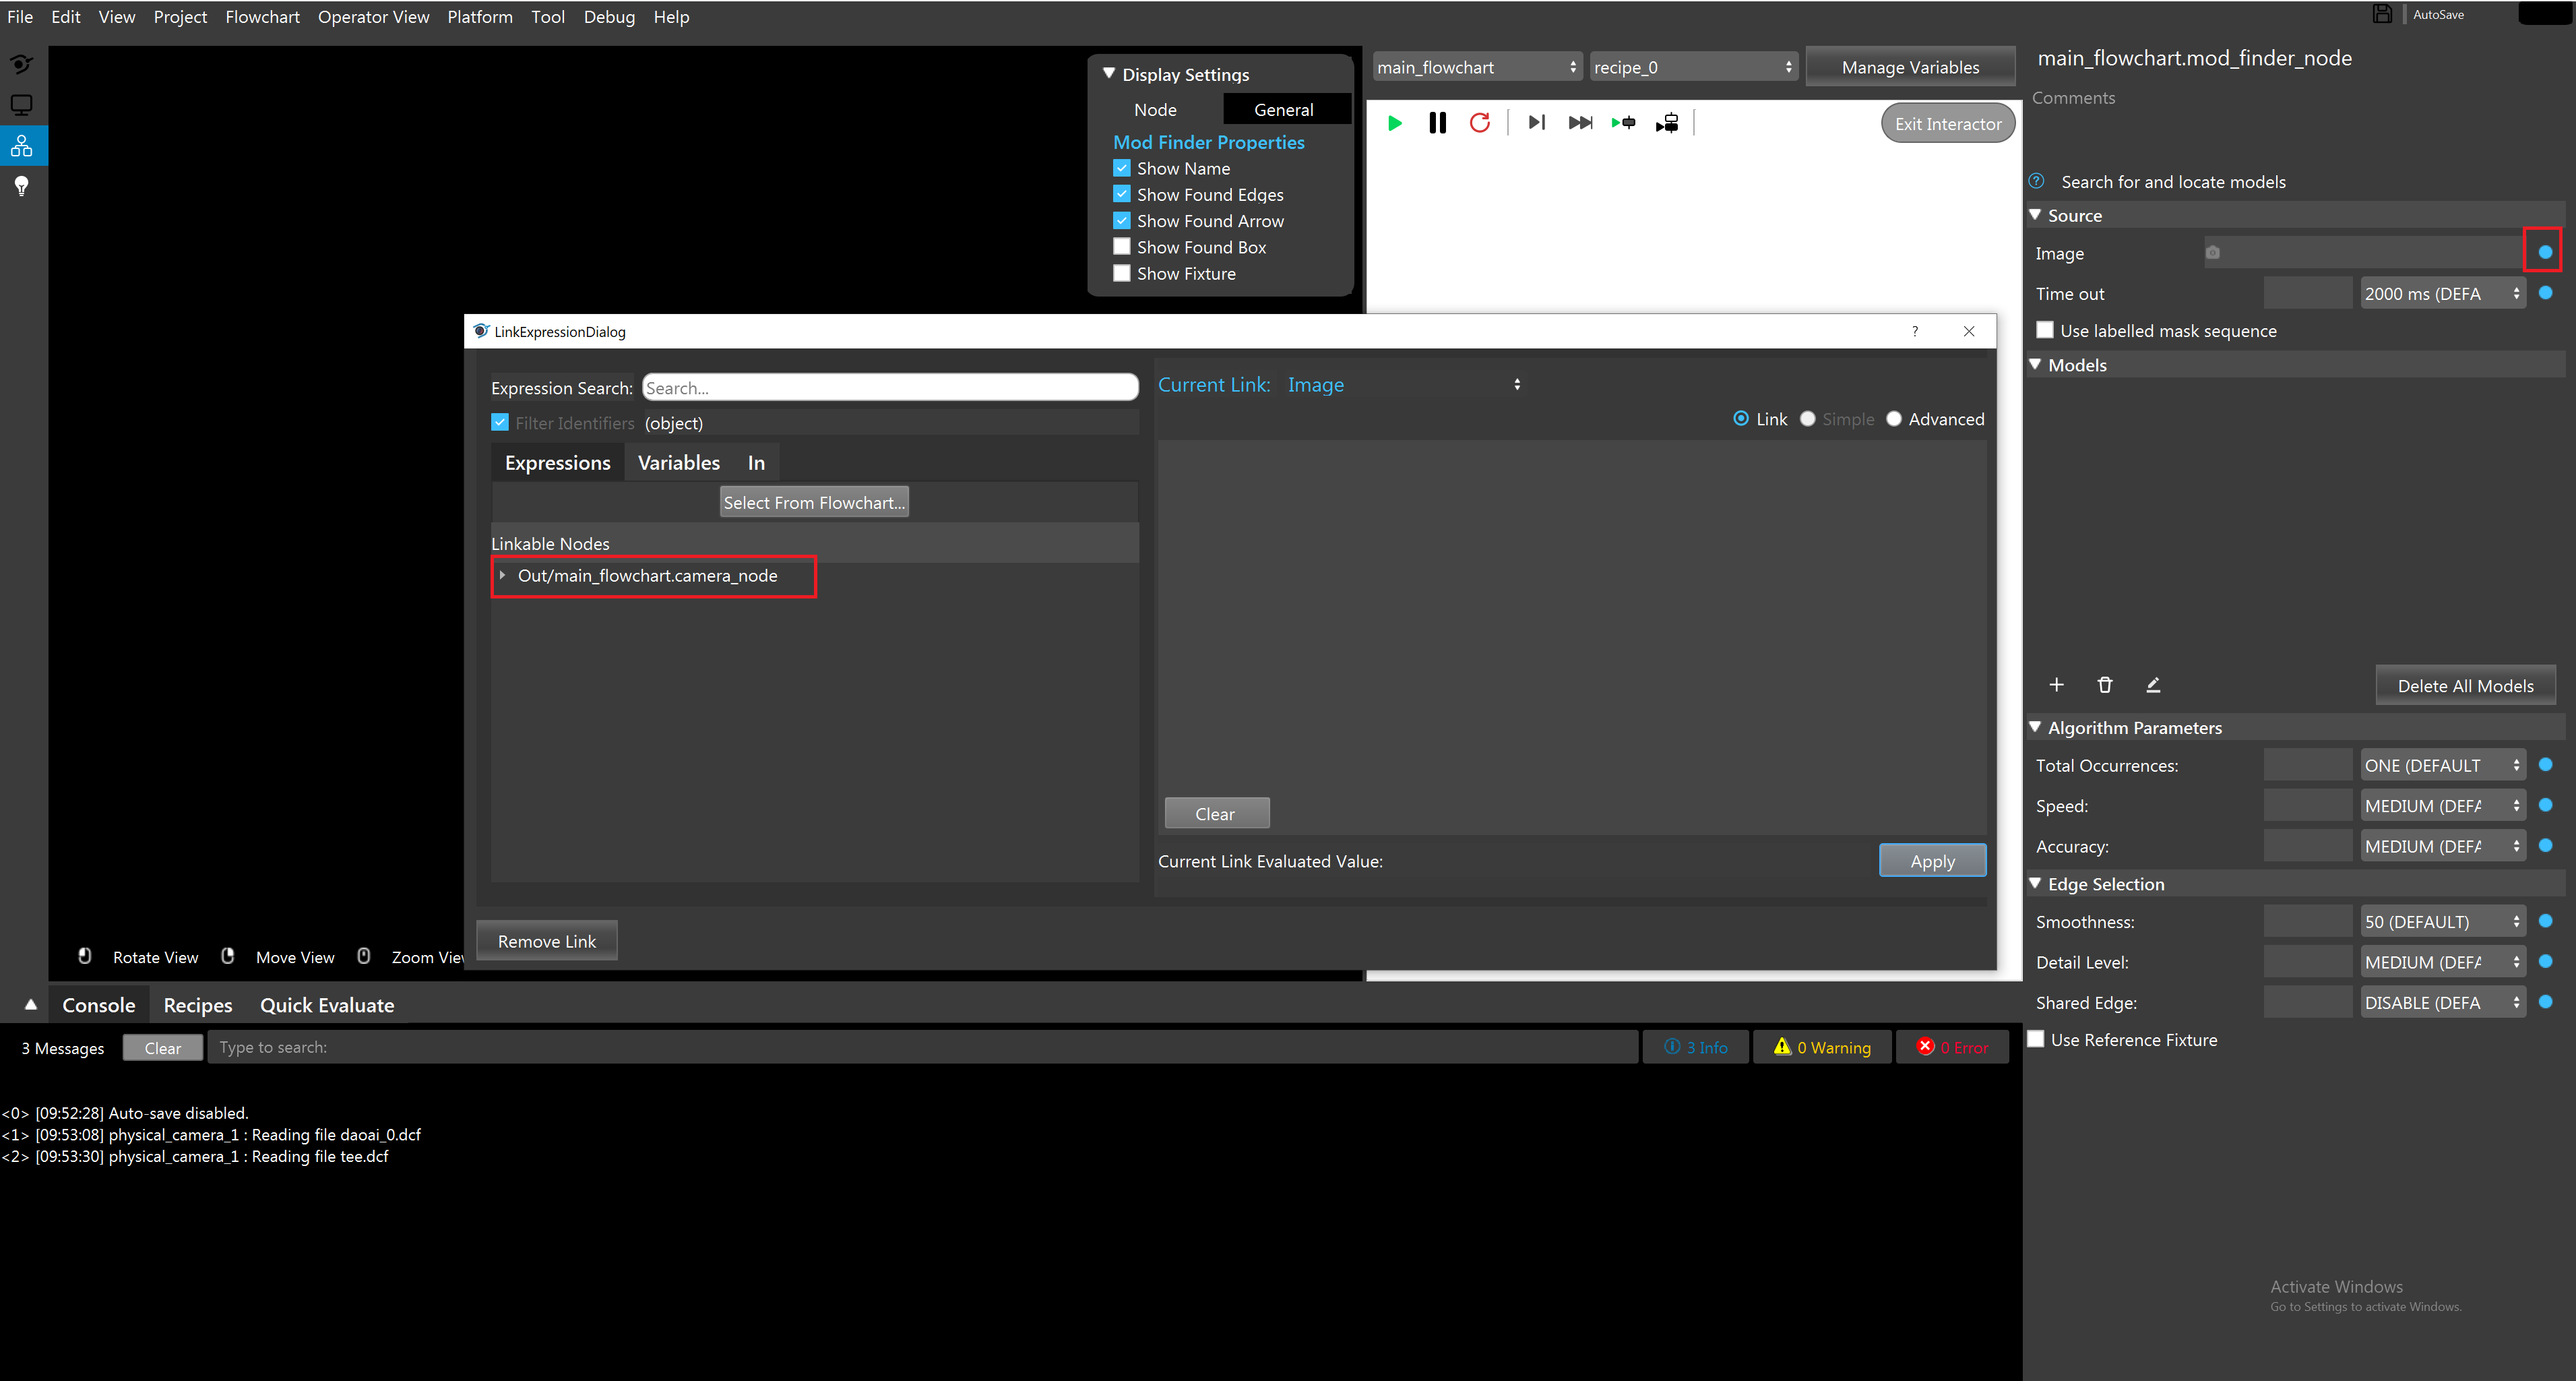 File Edit View Project Flowchart Operator View Platform Tool Debug Help
AutoSave
Display Settings
Node General
Mod Finder Properties
Show Name
Show Found Edges
Show Found Arrow
Show Found Box
Show Fixture
main_flowchart recipe_0 Manage Variables
Exit Interactor
main_flowchart.mod_finder_node
Comments
? Search for and locate models
Source
Image
Time out 2000 ms (DEFA
Use labelled mask sequence
Models
Delete All Models
Algorithm Parameters
Total Occurrences: ONE (DEFAULT
Speed: MEDIUM (DEFA
Accuracy: MEDIUM (DEFA
Edge Selection
Smoothness: 50 (DEFAULT)
Detail Level: MEDIUM (DEFA
Shared Edge: DISABLE (DEFA
Use Reference Fixture
LinkExpressionDialog ?
Expression Search: Search...
Filter Identifiers (object)
Expressions Variables In
Select From Flowchart...
Linkable Nodes
Out/main_flowchart.camera_node
Current Link: Image
Link Simple Advanced
Clear
Current Link Evaluated Value: Apply
Remove Link
Rotate View Move View Zoom View
Console Recipes Quick Evaluate
3 Messages Clear Type to search: 3 Info 0 Warning 0 Error
<0> [09:52:28] Auto-save disabled.
<1> [09:53:08] physical_camera_1 : Reading file daoai_0.dcf
<2> [09:53:30] physical_camera_1 : Reading file tee.dcf
Activate Windows
Go to Settings to activate Windows.